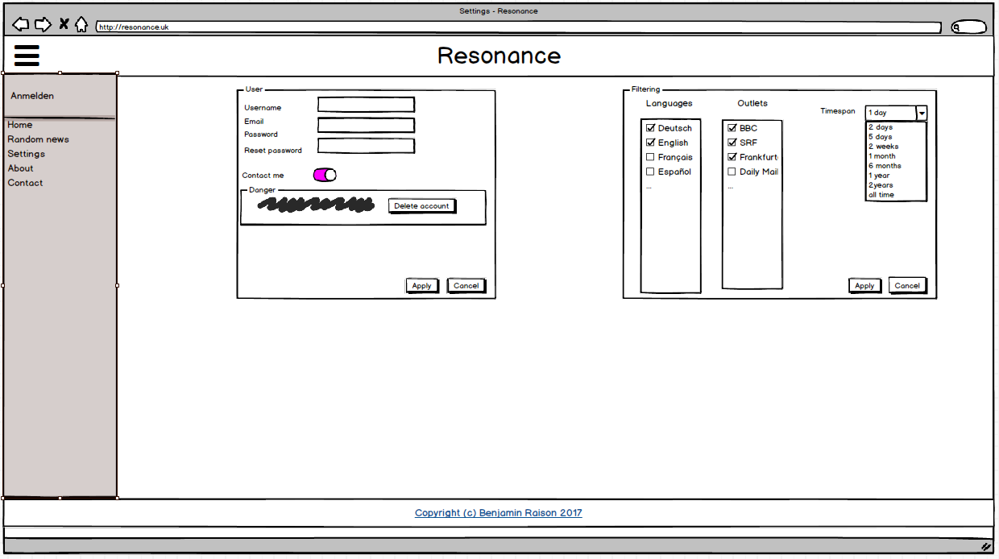 Settings - Resonance
http://resonance.uk
Resonance
Anmelden
Home
Random news
Settings
About
Contact
User
Username
Email
Password
Reset password
Contact me
Danger
Delete account
Apply
Cancel
Filtering
Languages
Deutsch
English
Français
Español
...
Outlets
BBC
SRF
Frankfurt
Daily Mail
...
Timespan
1 day
2 days
5 days
2 weeks
1 month
6 months
1 year
2years
all time
Apply
Cancel
Copyright (c) Benjamin Raison 2017